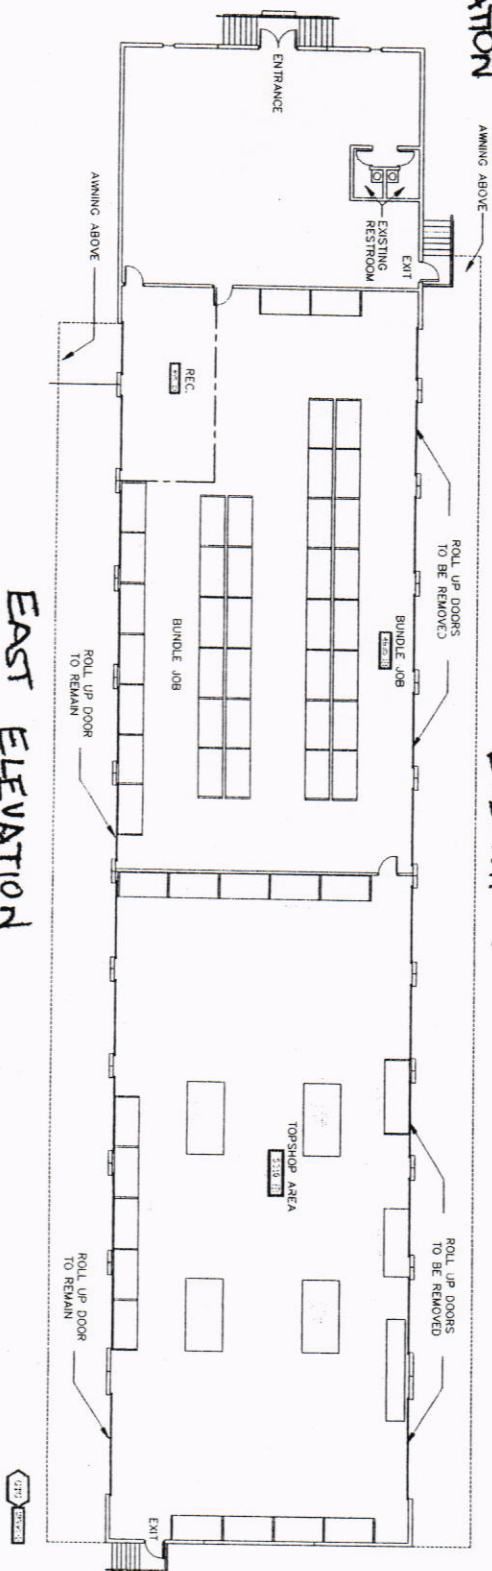 ATION
AWNING ABOVE
ENTRANCE
EXISTING
RESTROOM
EXIT
AWNING ABOVE
REC.
ROLL UP DOORS
TO BE REMOVED
BUNDLE JOB
BUNDLE JOB
ROLL UP DOOR
TO REMAIN
EAST ELEVATION
TOPSHOP AREA
ROLL UP DOORS
TO BE REMOVED
ROLL UP DOOR
TO REMAIN
EXIT